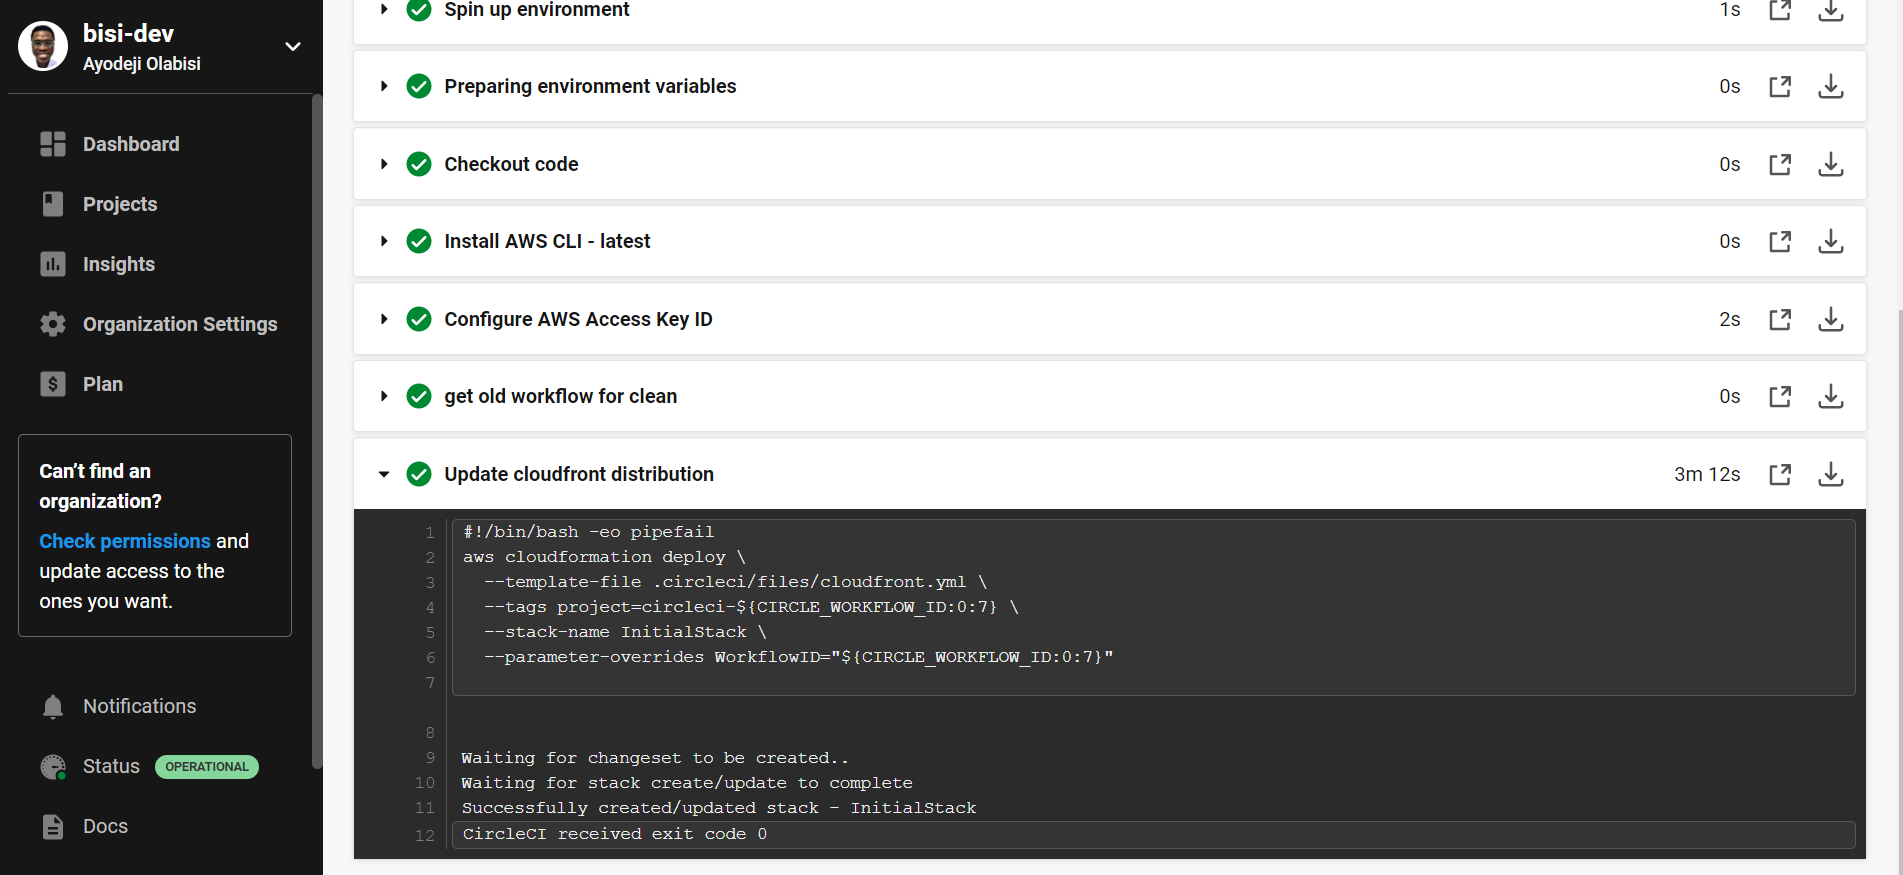 bisi-dev
Ayodeji Olabisi
Dashboard
Projects
Insights
Organization Settings
Plan
Can't find an
organization?
Check permissions and
update access to the
ones you want.
Notifications
Status OPERATIONAL
Docs
Spin up environment 1s
Preparing environment variables 0s
Checkout code 0s
Install AWS CLI - latest 0s
Configure AWS Access Key ID 2s
get old workflow for clean 0s
Update cloudfront distribution 3m 12s
1 #!/bin/bash -eo pipefail
2 aws cloudformation deploy \
3 --template-file .circleci/files/cloudfront.yml \
4 --tags project=circleci-${CIRCLE_WORKFLOW_ID:0:7} \
5 --stack-name InitialStack \
6 --parameter-overrides WorkflowID="${CIRCLE_WORKFLOW_ID:0:7}"
7
8
9 Waiting for changeset to be created..
10 Waiting for stack create/update to complete
11 Successfully created/updated stack - InitialStack
12 CircleCI received exit code 0